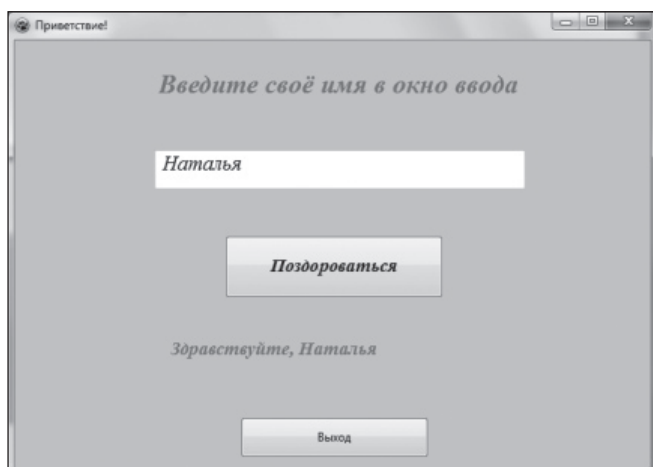 Приветствие!
Введите своё имя в окно ввода
Наталья
Поздороваться
Здравствуйте, Наталья
Выход